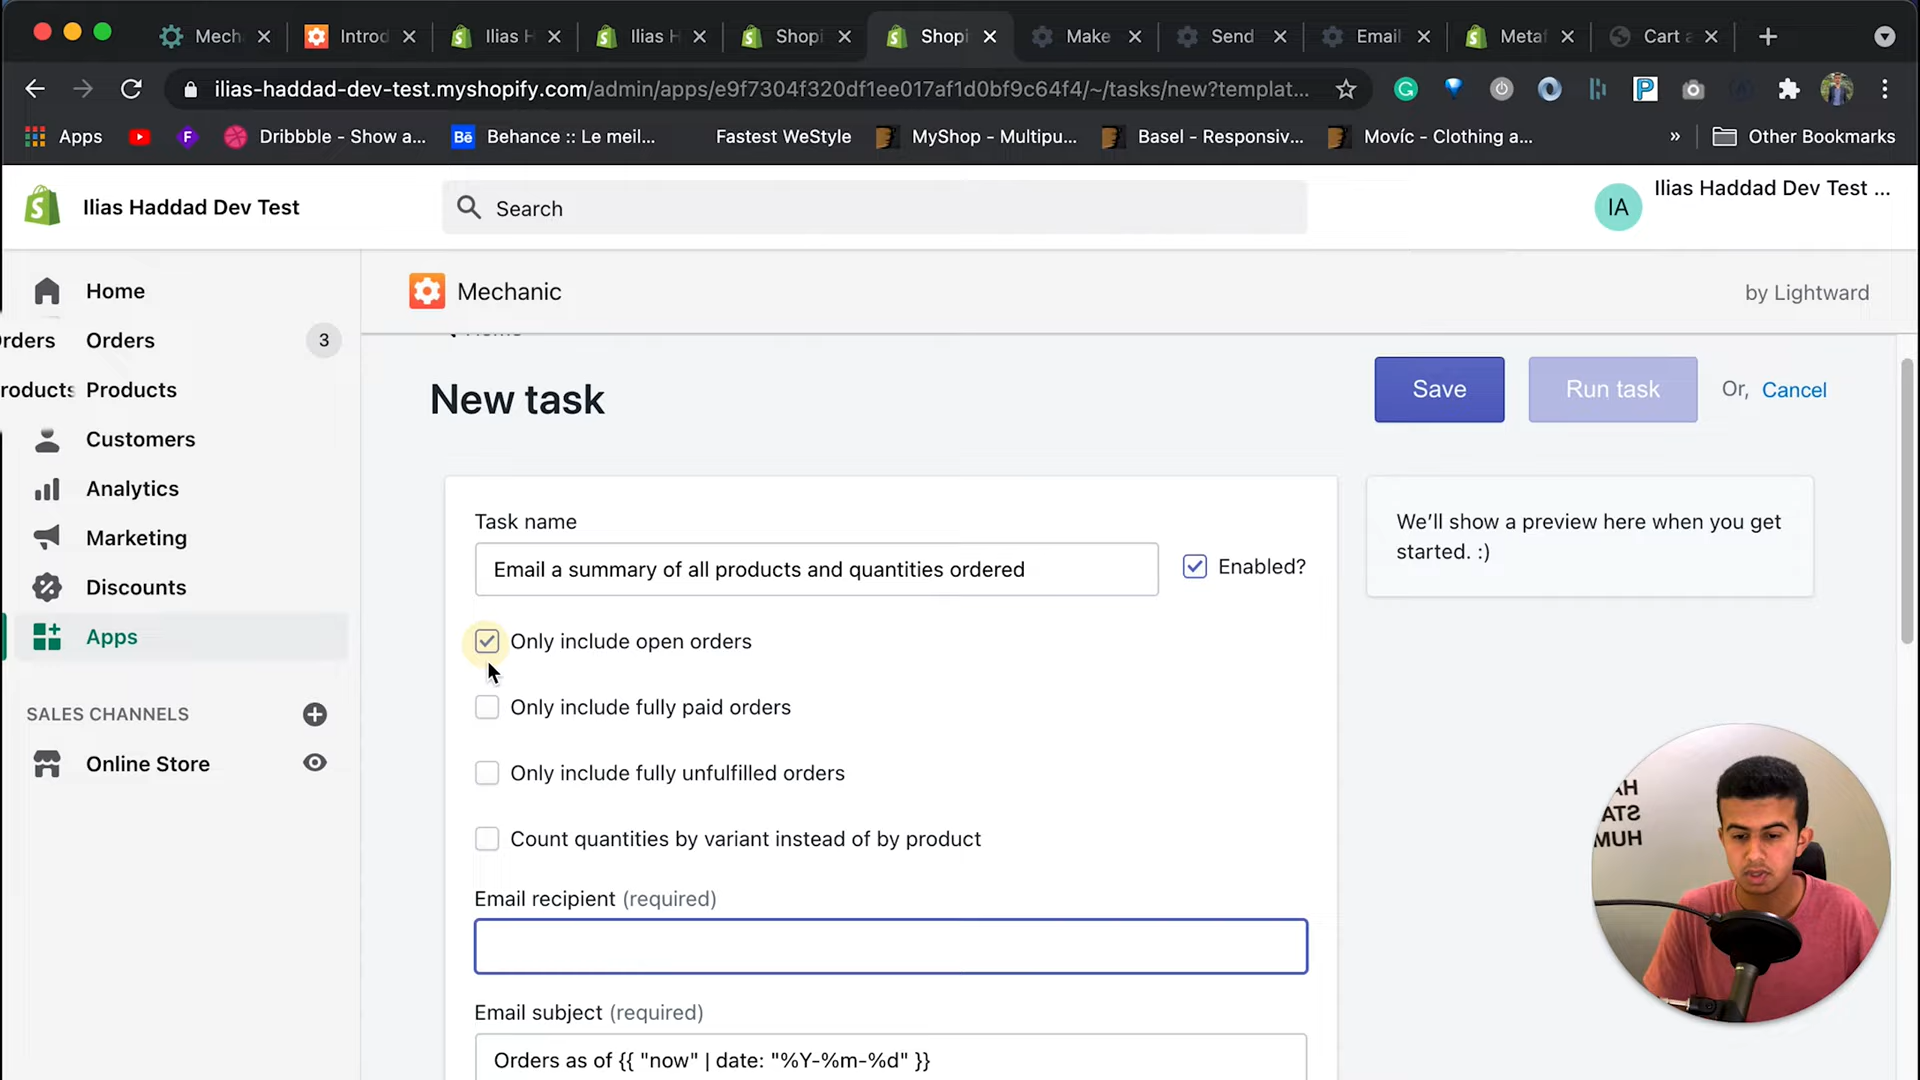 Mech
Introd
Ilias H
Ilias H
Shopi
Shopi
Make
Send
Email
Metaf
Cart a
ilias-haddad-dev-test.myshopify.com/admin/apps/e9f7304f320df1ee017af1d0bf9c64f4/~/tasks/new?templat...
Apps
Dribbble - Show a...
Bē Behance :: Le meil...
Fastest WeStyle
MyShop - Multipu...
Basel - Responsiv...
Movíc - Clothing a...
»
Other Bookmarks
Ilias Haddad Dev Test
Search
IA
Ilias Haddad Dev Test ...
Home
Orders
3
Products
Customers
Analytics
Marketing
Discounts
Apps
SALES CHANNELS
Online Store
Mechanic
by Lightward
New task
Save
Run task
Or, Cancel
Task name
Email a summary of all products and quantities ordered
Enabled?
Only include open orders
Only include fully paid orders
Only include fully unfulfilled orders
Count quantities by variant instead of by product
Email recipient (required)
Email subject (required)
Orders as of {{ "now" | date: "%Y-%m-%d" }}
We'll show a preview here when you get
started. :)